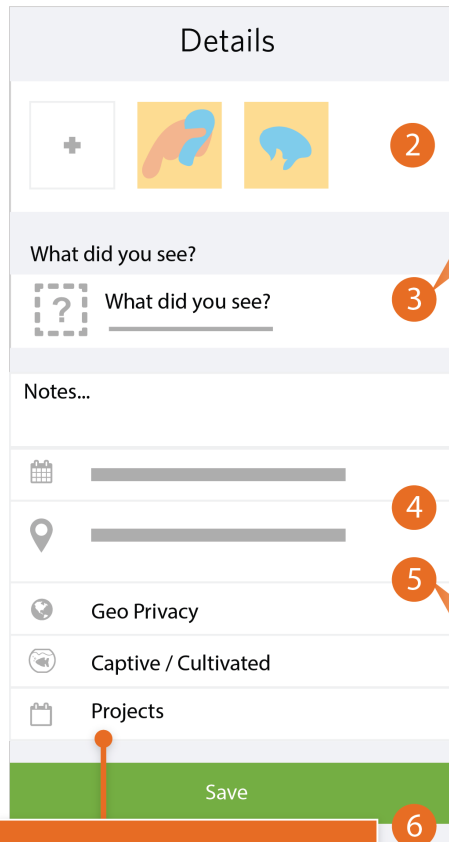 Details
2
What did you see?
?
What did you see?
3
Notes...
4
5
Geo Privacy
Captive / Cultivated
Projects
Save
6